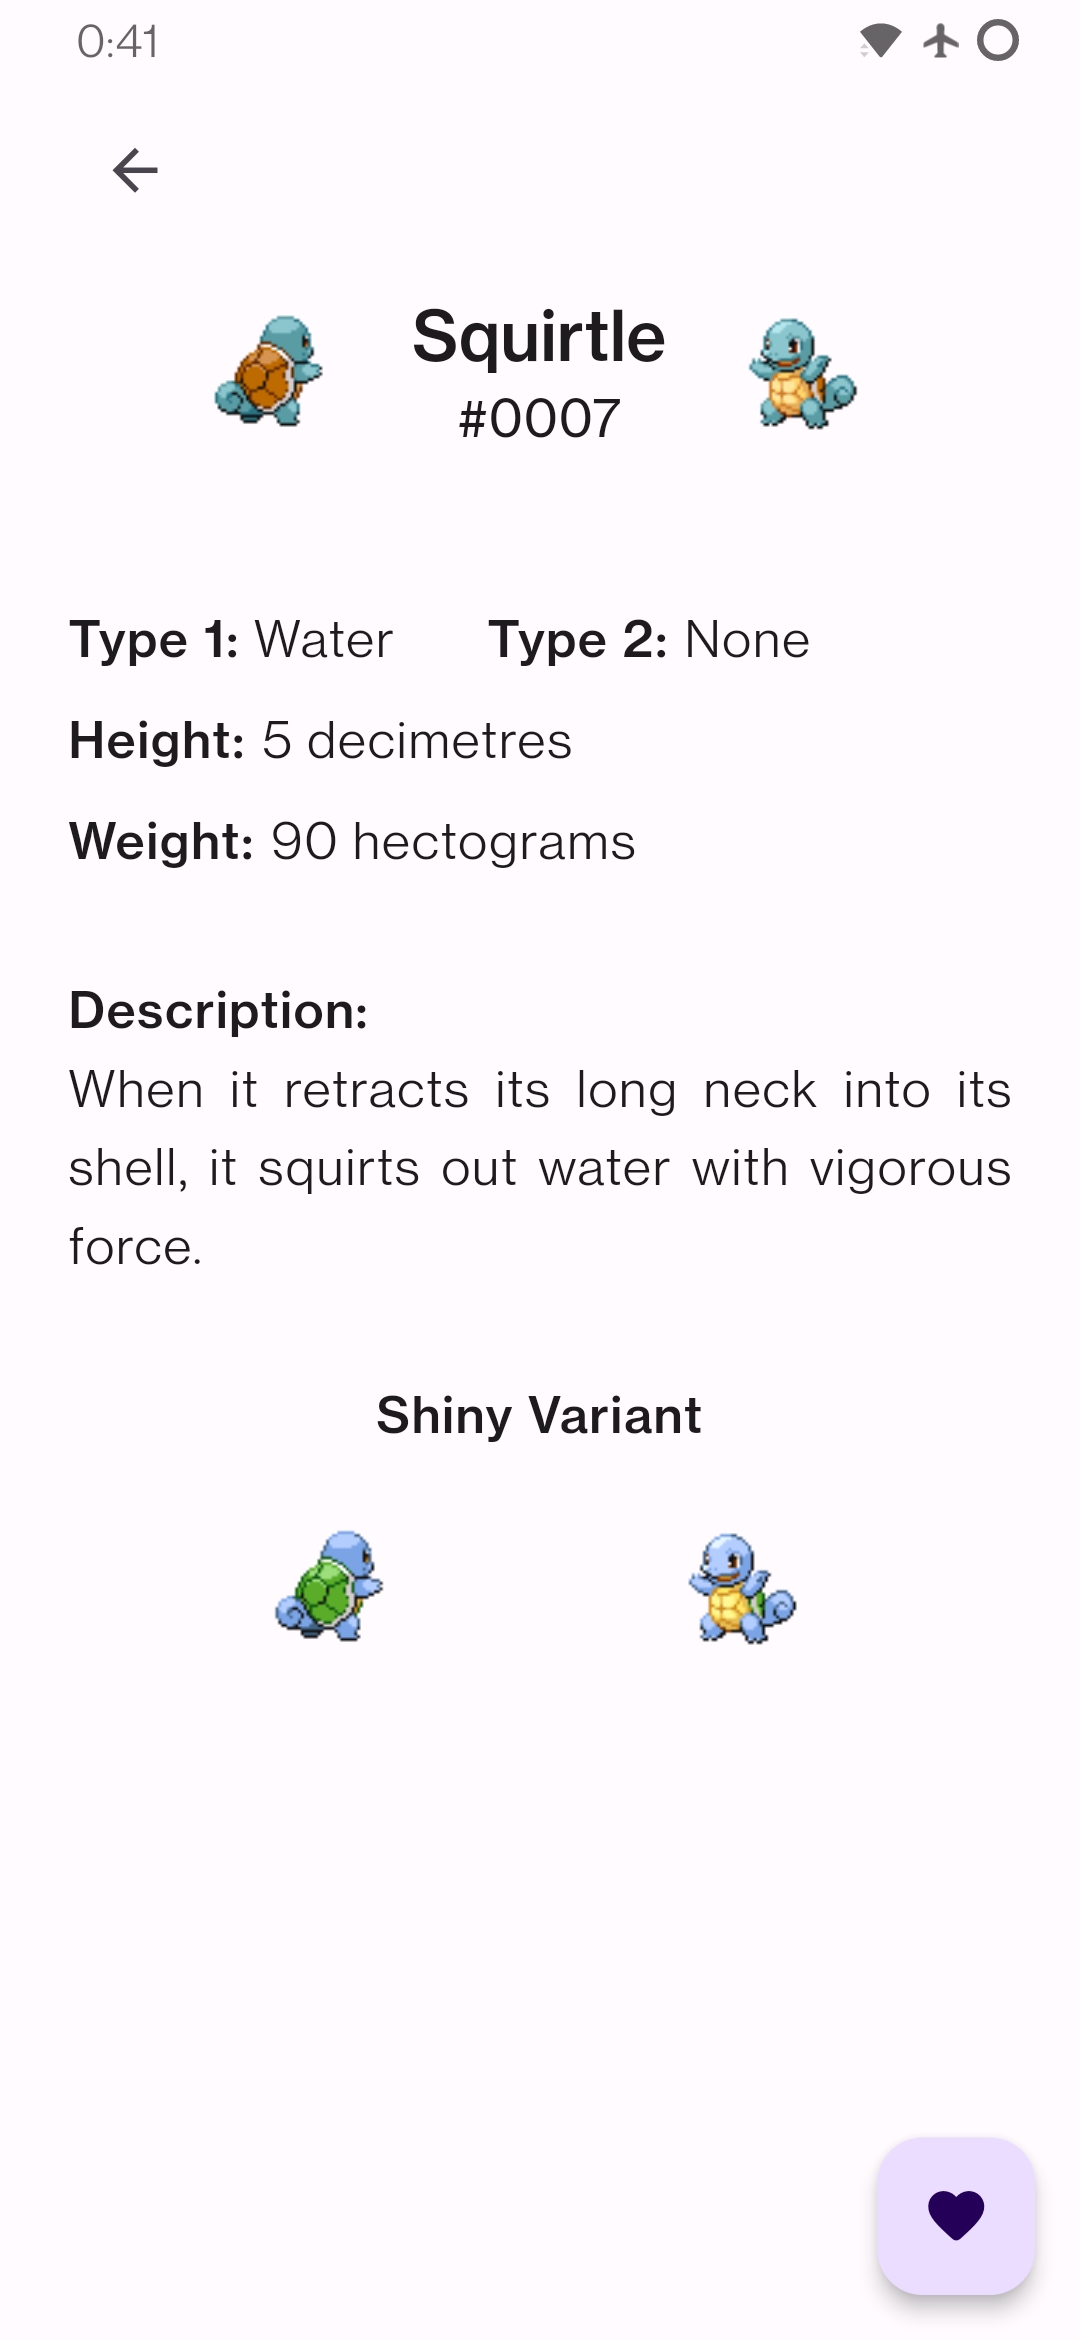 0:41
Squirtle
#0007
Type 1: Water Type 2: None
Height: 5 decimetres
Weight: 90 hectograms
Description:
When it retracts its long neck into its
shell, it squirts out water with vigorous
force.
Shiny Variant